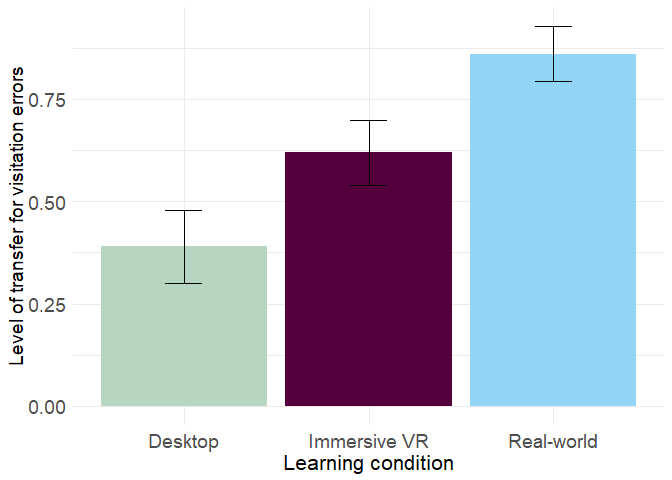 Level of transfer for visitation errors
0.75
0.50
0.25
0.00
Desktop
Immersive VR
Real-world
Learning condition